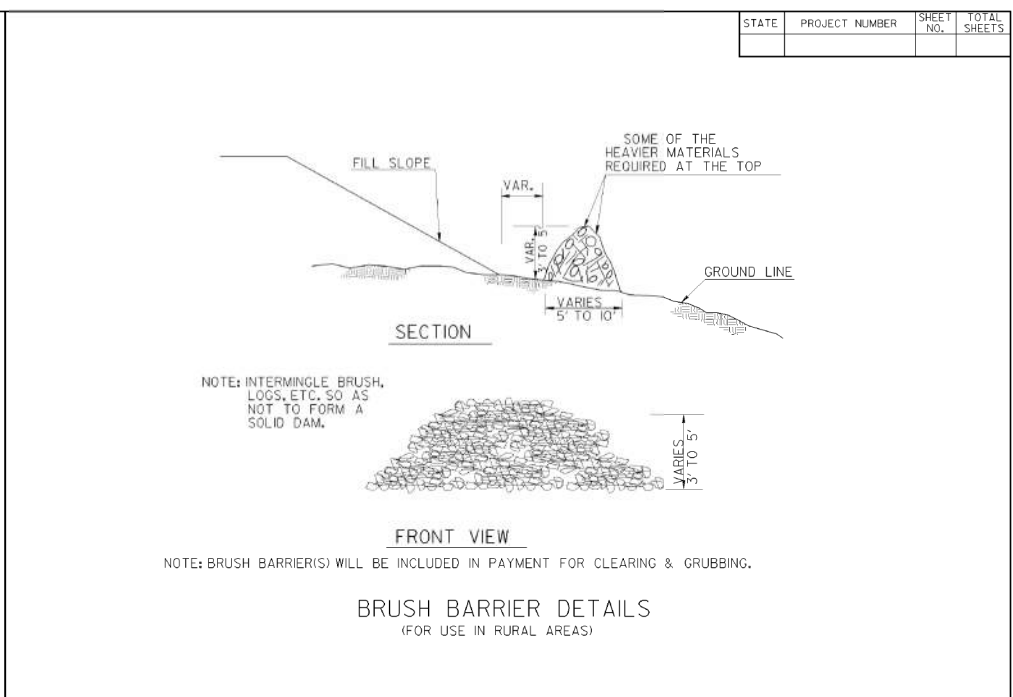 STATE PROJECT NUMBER SHEET NO. TOTAL SHEETS
SOME OF THE
HEAVIER MATERIALS
REQUIRED AT THE TOP
FILL SLOPE
VAR.
VAR.
3' TO 5'
GROUND LINE
VARIES
5' TO 10'
SECTION
NOTE: INTERMINGLE BRUSH,
LOGS, ETC. SO AS
NOT TO FORM A
SOLID DAM.
VARIES
3' TO 5'
FRONT VIEW
NOTE: BRUSH BARRIER(S) WILL BE INCLUDED IN PAYMENT FOR CLEARING & GRUBBING.
BRUSH BARRIER DETAILS
(FOR USE IN RURAL AREAS)